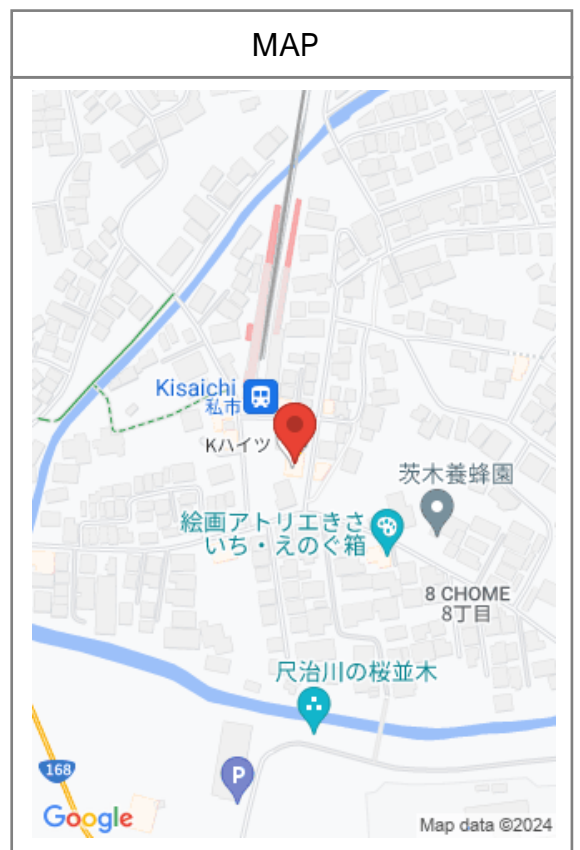 MAP
Kisaichi
私市
Kハイツ
茨木養蜂園
絵画アトリエきさ
いち・えのぐ箱
8 CHOME
8丁目
尺治川の桜並木
P
168
Google
Map data ©2024